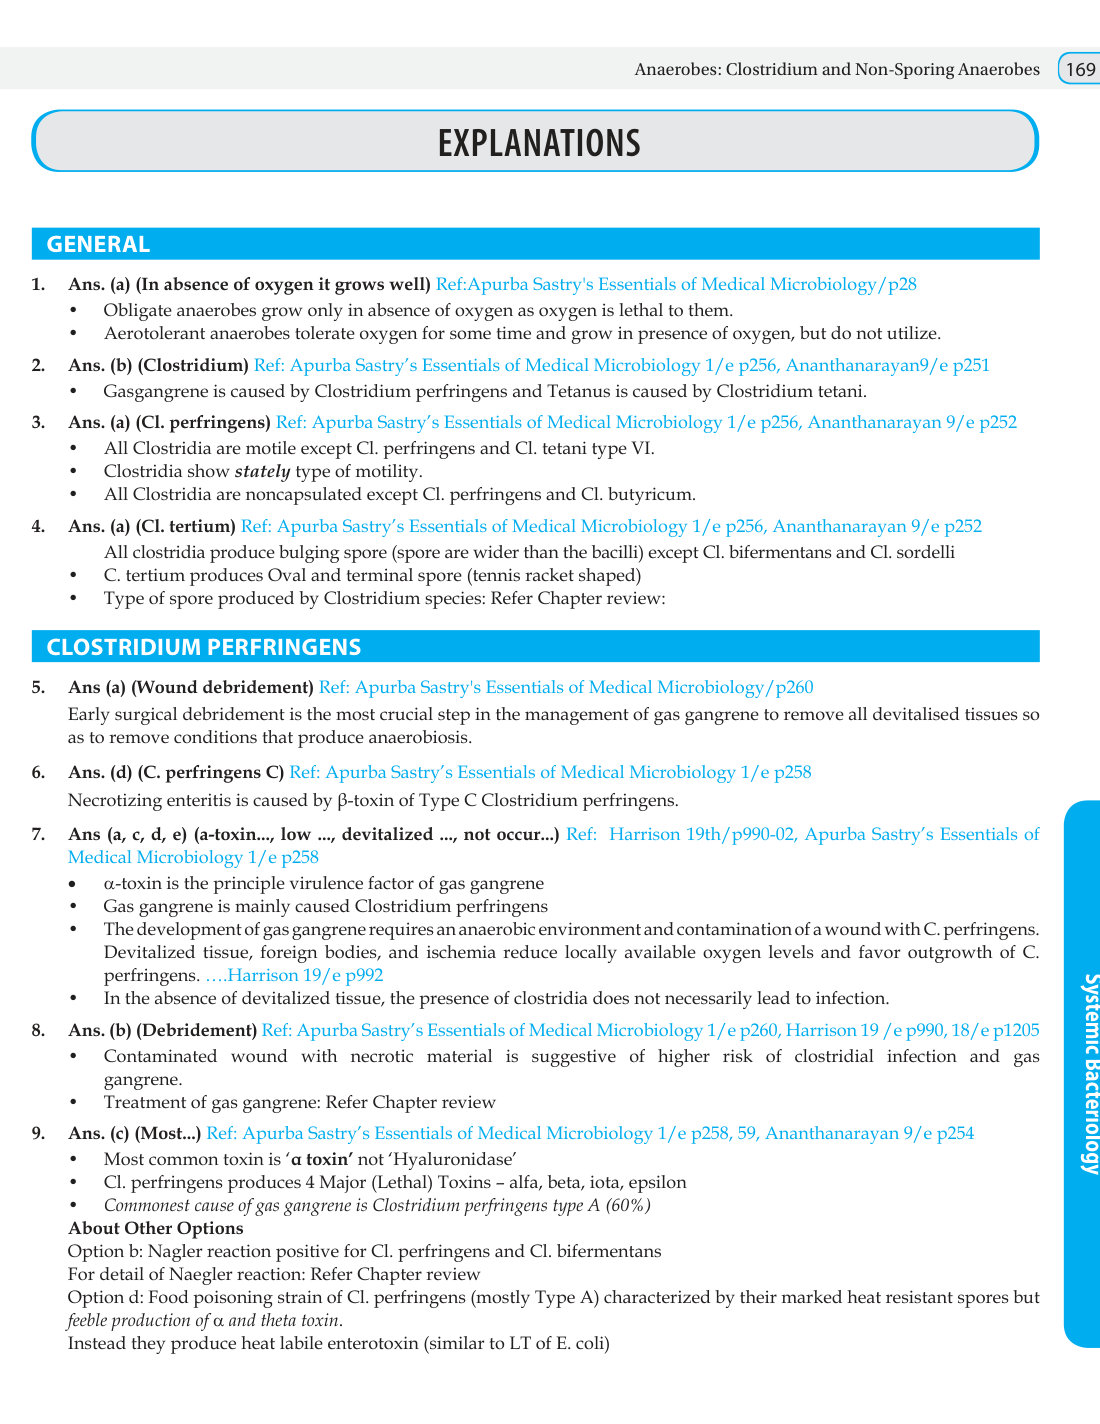 Anaerobes: Clostridium and Non-Sporing Anaerobes 169
EXPLANATIONS
GENERAL
1. Ans. (a) (In absence of oxygen it grows well) Ref:Apurba Sastry's Essentials of Medical Microbiology/p28
• Obligate anaerobes grow only in absence of oxygen as oxygen is lethal to them.
• Aerotolerant anaerobes tolerate oxygen for some time and grow in presence of oxygen, but do not utilize.
2. Ans. (b) (Clostridium) Ref: Apurba Sastry’s Essentials of Medical Microbiology 1/e p256, Ananthanarayan9/e p251
• Gasgangrene is caused by Clostridium perfringens and Tetanus is caused by Clostridium tetani.
3. Ans. (a) (Cl. perfringens) Ref: Apurba Sastry’s Essentials of Medical Microbiology 1/e p256, Ananthanarayan 9/e p252
• All Clostridia are motile except Cl. perfringens and Cl. tetani type VI.
• Clostridia show stately type of motility.
• All Clostridia are noncapsulated except Cl. perfringens and Cl. butyricum.
4. Ans. (a) (Cl. tertium) Ref: Apurba Sastry’s Essentials of Medical Microbiology 1/e p256, Ananthanarayan 9/e p252
All clostridia produce bulging spore (spore are wider than the bacilli) except Cl. bifermentans and Cl. sordelli
• C. tertium produces Oval and terminal spore (tennis racket shaped)
• Type of spore produced by Clostridium species: Refer Chapter review:
CLOSTRIDIUM PERFRINGENS
5. Ans (a) (Wound debridement) Ref: Apurba Sastry's Essentials of Medical Microbiology/p260
Early surgical debridement is the most crucial step in the management of gas gangrene to remove all devitalised tissues so
as to remove conditions that produce anaerobiosis.
6. Ans. (d) (C. perfringens C) Ref: Apurba Sastry’s Essentials of Medical Microbiology 1/e p258
Necrotizing enteritis is caused by β-toxin of Type C Clostridium perfringens.
7. Ans (a, c, d, e) (a-toxin..., low ..., devitalized ..., not occur...) Ref: Harrison 19th/p990-02, Apurba Sastry’s Essentials of
Medical Microbiology 1/e p258
• α-toxin is the principle virulence factor of gas gangrene
• Gas gangrene is mainly caused Clostridium perfringens
• The development of gas gangrene requires an anaerobic environment and contamination of a wound with C. perfringens.
Devitalized tissue, foreign bodies, and ischemia reduce locally available oxygen levels and favor outgrowth of C.
perfringens. ….Harrison 19/e p992
• In the absence of devitalized tissue, the presence of clostridia does not necessarily lead to infection.
8. Ans. (b) (Debridement) Ref: Apurba Sastry’s Essentials of Medical Microbiology 1/e p260, Harrison 19 /e p990, 18/e p1205
• Contaminated wound with necrotic material is suggestive of higher risk of clostridial infection and gas
gangrene.
• Treatment of gas gangrene: Refer Chapter review
9. Ans. (c) (Most...) Ref: Apurba Sastry’s Essentials of Medical Microbiology 1/e p258, 59, Ananthanarayan 9/e p254
• Most common toxin is ‘α toxin’ not ‘Hyaluronidase’
• Cl. perfringens produces 4 Major (Lethal) Toxins – alfa, beta, iota, epsilon
• Commonest cause of gas gangrene is Clostridium perfringens type A (60%)
About Other Options
Option b: Nagler reaction positive for Cl. perfringens and Cl. bifermentans
For detail of Naegler reaction: Refer Chapter review
Option d: Food poisoning strain of Cl. perfringens (mostly Type A) characterized by their marked heat resistant spores but
feeble production of α and theta toxin.
Instead they produce heat labile enterotoxin (similar to LT of E. coli)
Systemic Bacteriology